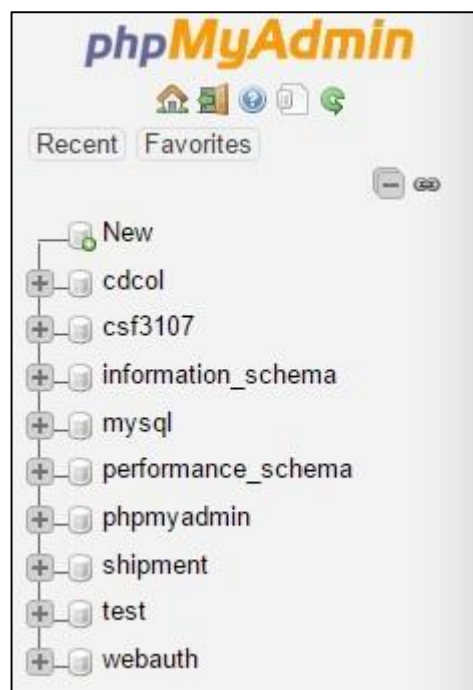 phpMyAdmin
Recent Favorites
New
cdcol
csf3107
information_schema
mysql
performance_schema
phpmyadmin
shipment
test
webauth